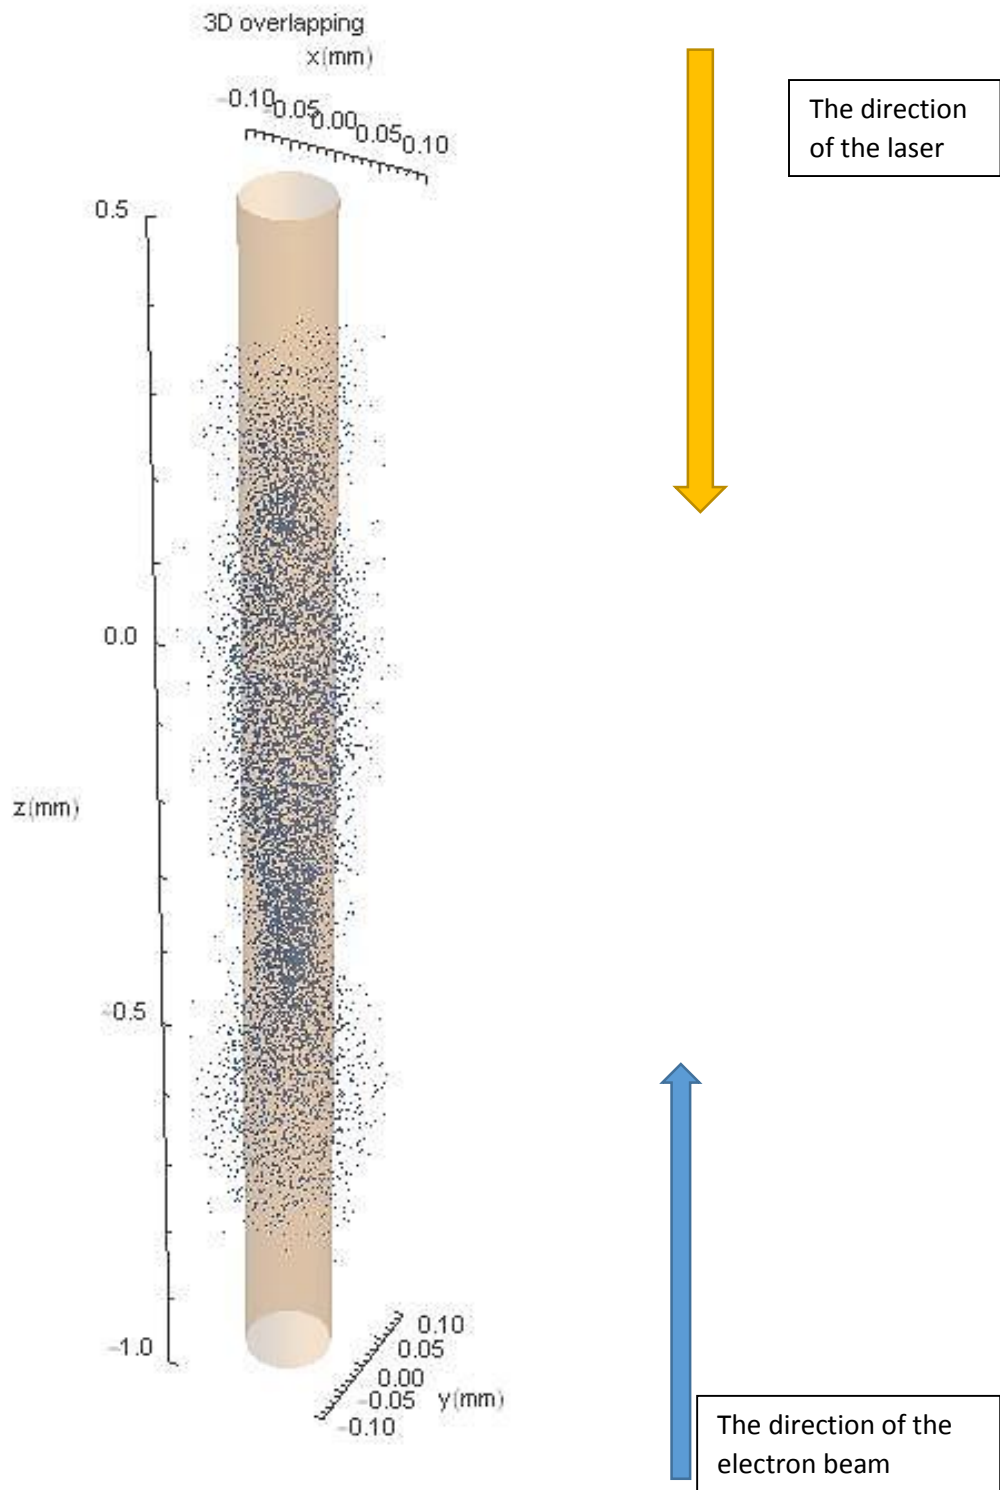 3D overlapping
x(mm)
-0.10
-0.05
0.00
0.05
0.10
The direction
of the laser
0.5
0.0
z(mm)
-0.5
-1.0
0.10
0.05
0.00
-0.05
-0.10
y(mm)
The direction of the
electron beam